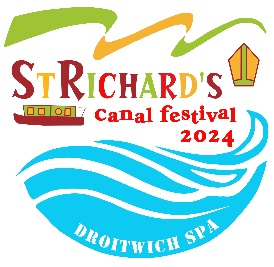 STRICHARD'S
canal festival
2024
DROITWICH SPA